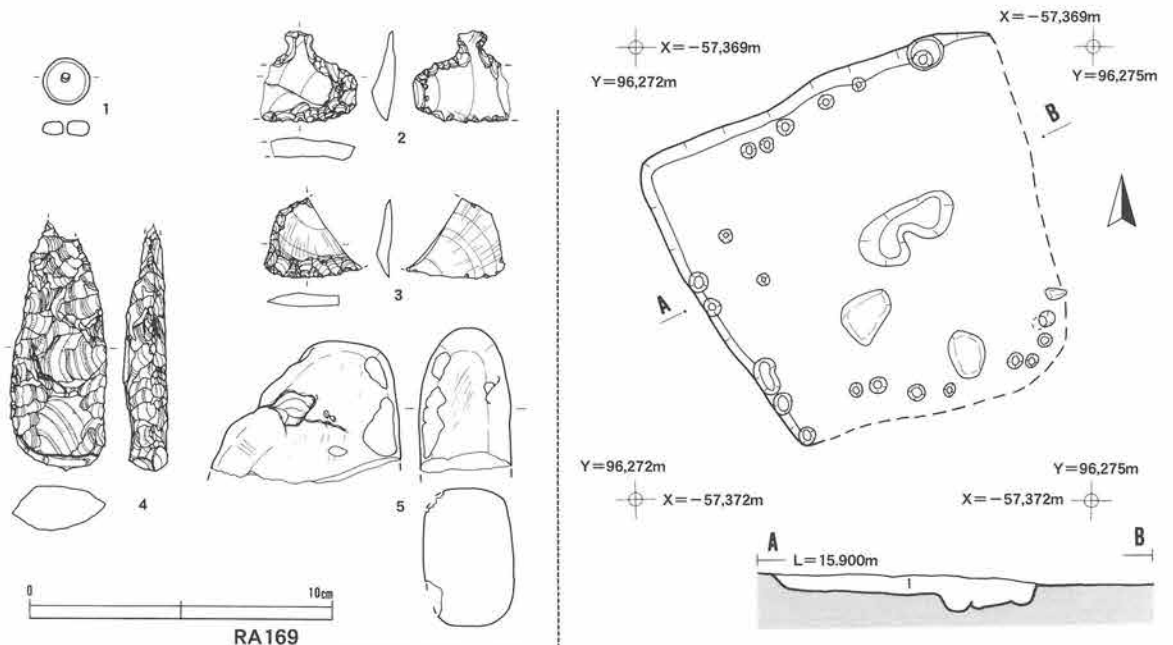 1
2
3
4
5
0 10cm
RA169
X=-57,369m
Y=96,272m
X=-57,369m
Y=96,275m
B
A
Y=96,272m
X=-57,372m
Y=96,275m
X=-57,372m
A
B
L=15.900m
1